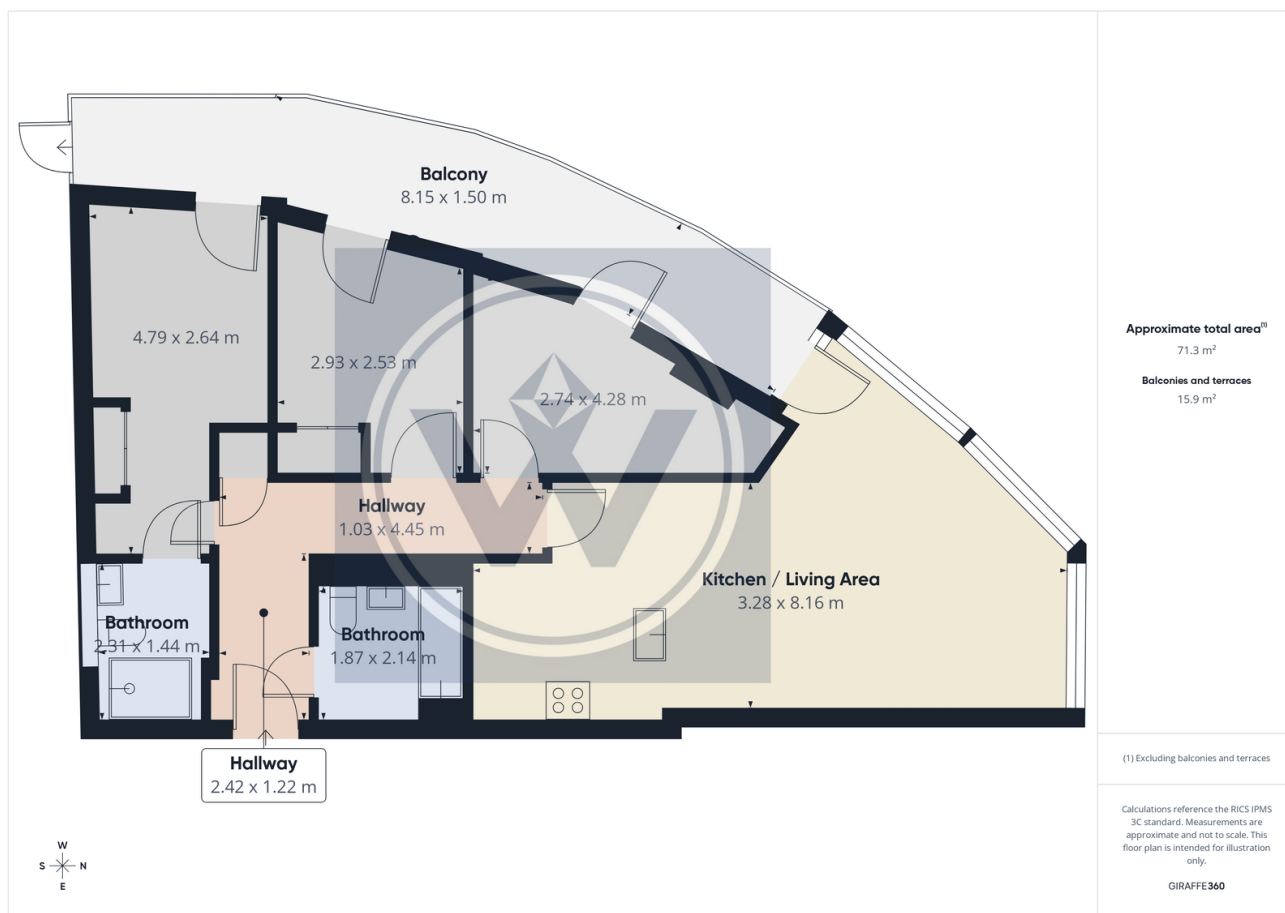 Balcony
8.15 x 1.50 m
4.79 x 2.64 m
2.93 x 2.53 m
2.74 x 4.28 m
Hallway
1.03 x 4.45 m
Kitchen / Living Area
3.28 x 8.16 m
Bathroom
2.31 x 1.44 m
Bathroom
1.87 x 2.14 m
Hallway
2.42 x 1.22 m
W
S N
E
W
Approximate total area(1)
71.3 m²
Balconies and terraces
15.9 m²
(1) Excluding balconies and terraces
Calculations reference the RICS IPMS
3C standard. Measurements are
approximate and not to scale. This
floor plan is intended for illustration
only.
GIRAFFE360